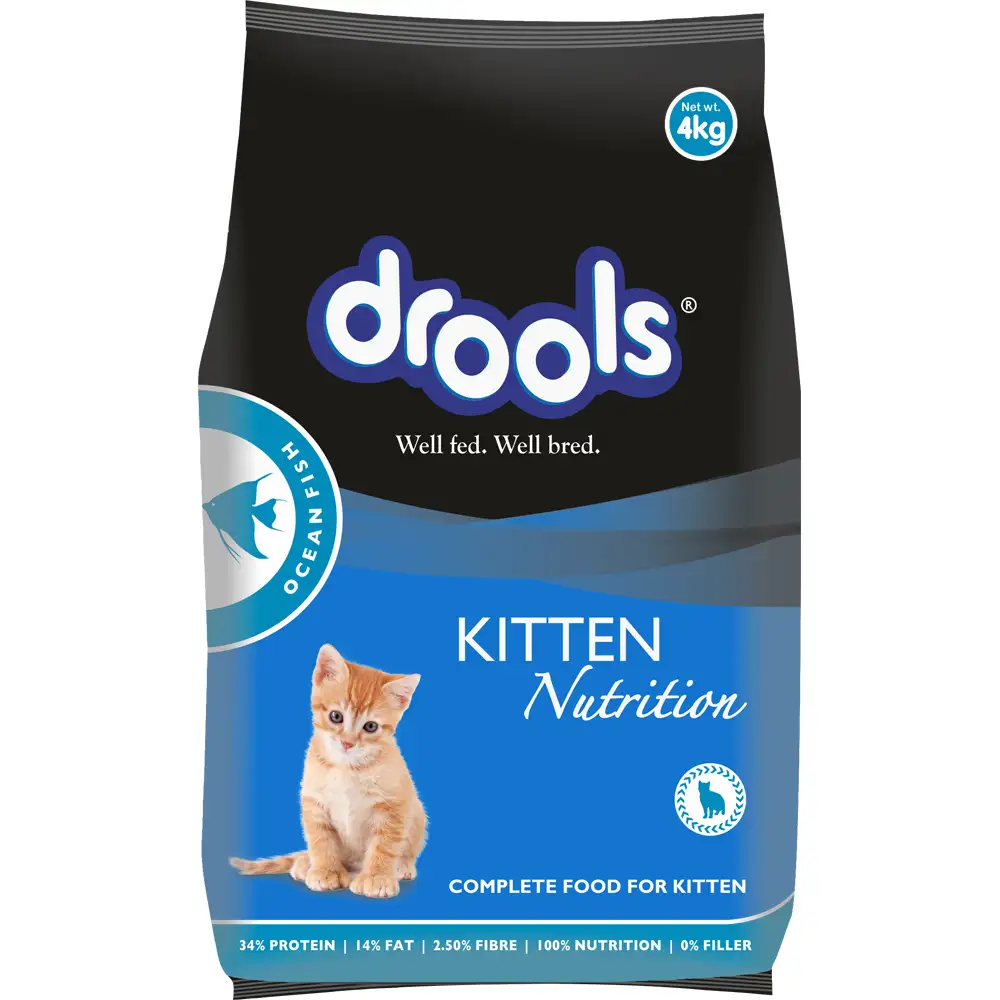 Net wt.
4kg
drools®
Well fed. Well bred.
OCEAN FISH
KITTEN
Nutrition
COMPLETE FOOD FOR KITTEN
34% PROTEIN | 14% FAT | 2.50% FIBRE | 100% NUTRITION | 0% FILLER